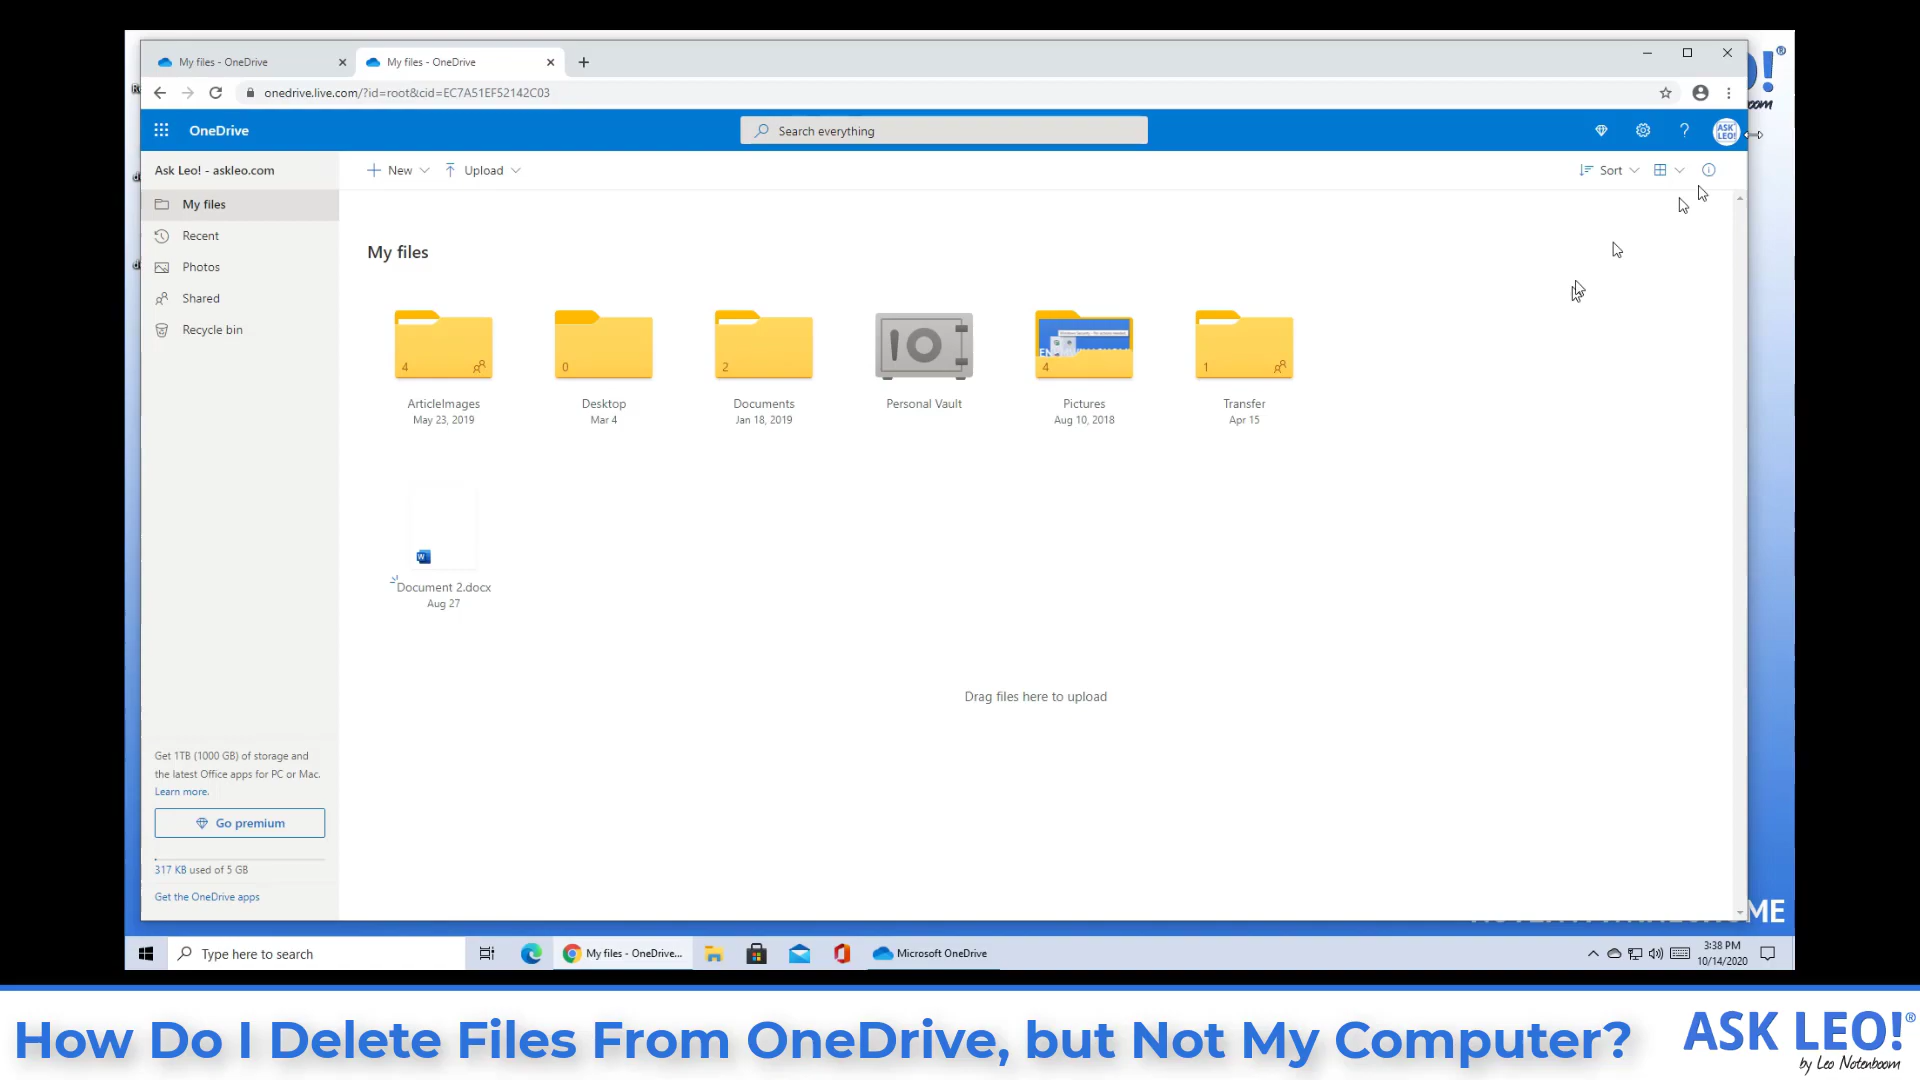 My files - OneDrive
My files - OneDrive
onedrive.live.com/?id=root&cid=EC7A51EF52142C03
OneDrive
Search everything
ASK LEO!
Ask Leo! - askleo.com
New
Upload
Sort
My files
Recent
Photos
Shared
Recycle bin
My files
4
0
2
4
1
ArticleImages
Desktop
Documents
Personal Vault
Pictures
Transfer
May 23, 2019
Mar 4
Jan 18, 2019
Aug 10, 2018
Apr 15
W
Document 2.docx
Aug 27
Drag files here to upload
Get 1TB (1000 GB) of storage and
the latest Office apps for PC or Mac.
Learn more.
Go premium
317 KB used of 5 GB
Get the OneDrive apps
Type here to search
My files - OneDrive...
Microsoft OneDrive
3:38 PM
10/14/2020
How Do I Delete Files From OneDrive, but Not My Computer?
ASK LEO!®
by Leo Notenboom